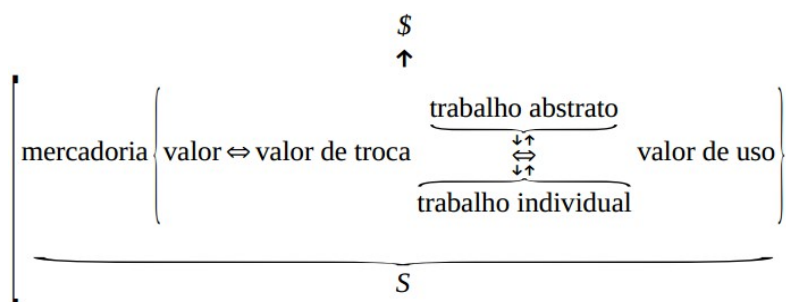 $
↑
trabalho abstrato
↓↑
mercadoria { valor ⇔ valor de troca ⇔ valor de uso }
↓↑
trabalho individual
S